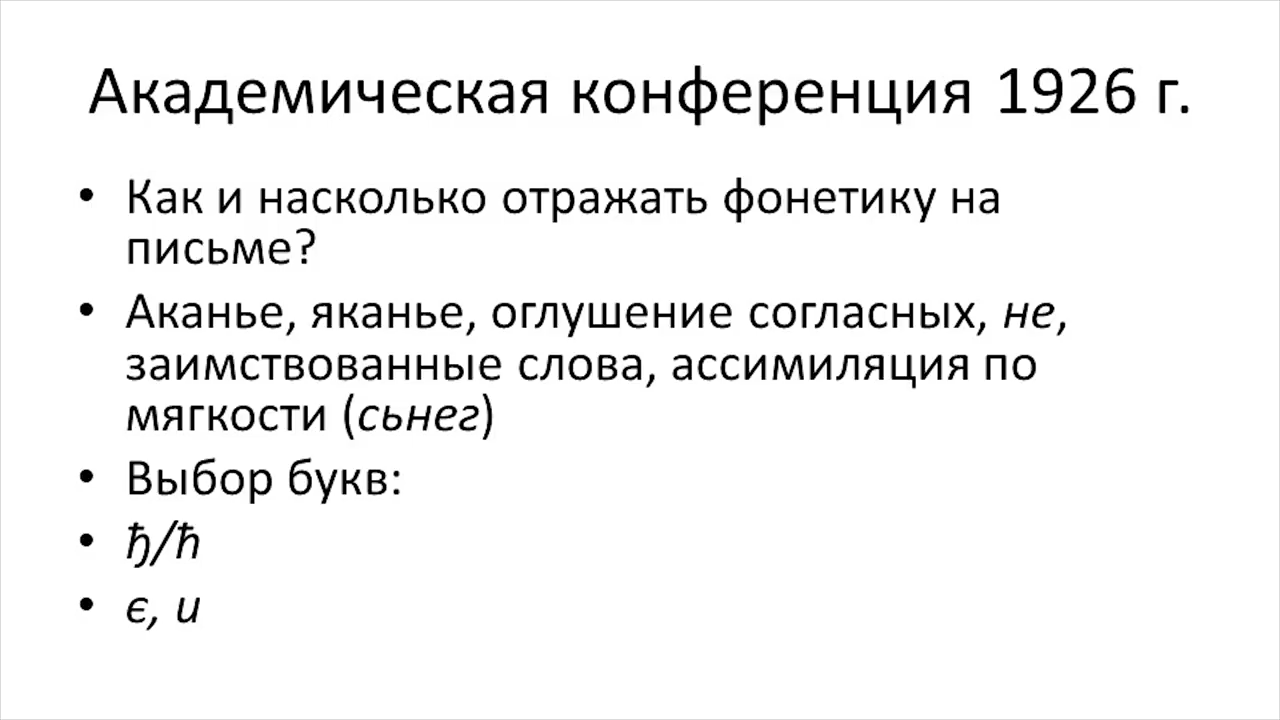 Академическая конференция 1926 г.
• Как и насколько отражать фонетику на
письме?
• Аканье, яканье, оглушение согласных, не,
заимствованные слова, ассимиляция по
мягкости (сьнег)
• Выбор букв:
• ђ/ћ
• є, и